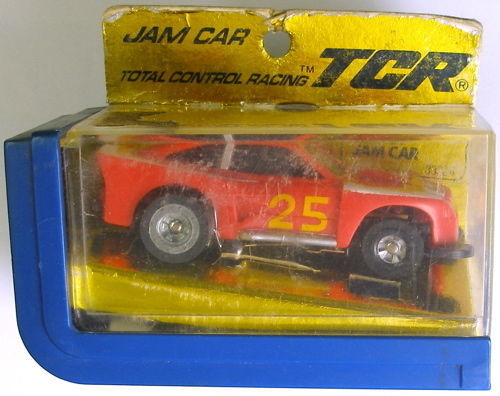 JAM CAR
TOTAL CONTROL RACING™ TCR®
JAM CAR
25